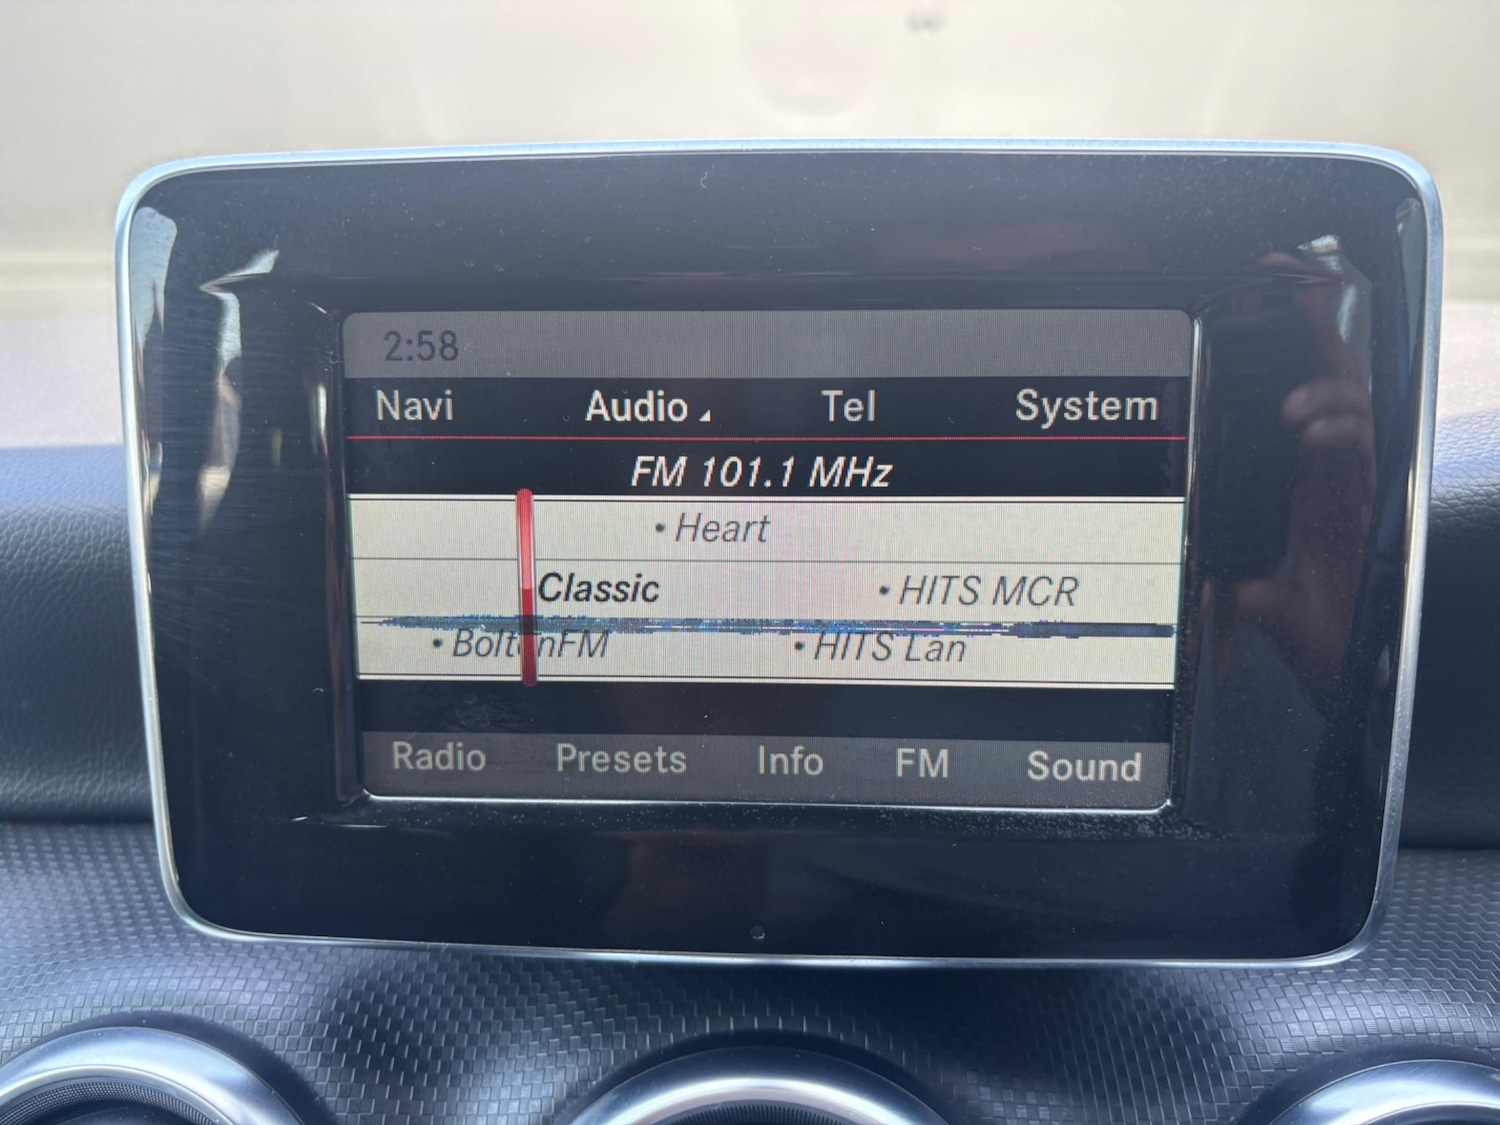 2:58
Navi Audio Tel System
FM 101.1 MHz
• Heart
Classic • HITS MCR
• BoltonFM • HITS Lan
Radio Presets Info FM Sound